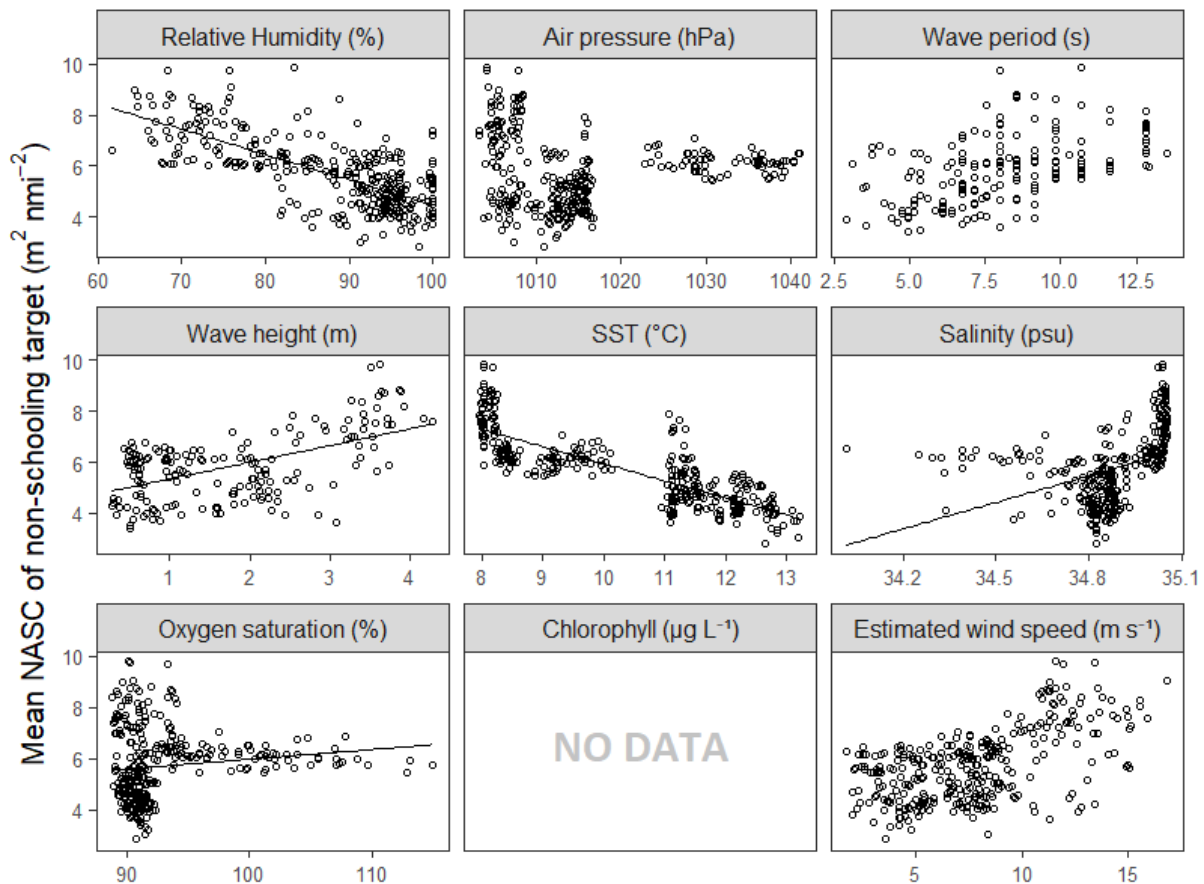 Mean NASC of non-schooling target (m² nmi⁻²)
Relative Humidity (%)
Air pressure (hPa)
Wave period (s)
10
8
6
4
60 70 80 90 100
1010 1020 1030 1040
2.5 5.0 7.5 10.0 12.5
Wave height (m)
SST (°C)
Salinity (psu)
10
8
6
4
1 2 3 4
8 9 10 11 12 13
34.2 34.5 34.8 35.1
Oxygen saturation (%)
Chlorophyll (µg L⁻¹)
Estimated wind speed (m s⁻¹)
10
8
6
4
NO DATA
90 100 110
5 10 15